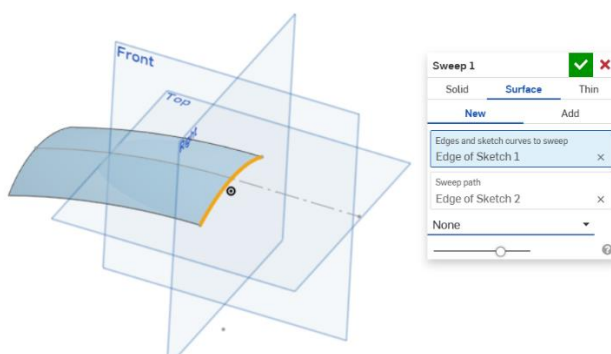 Front
Top
Sweep 1
Solid Surface Thin
New Add
Edges and sketch curves to sweep
Edge of Sketch 1
Sweep path
Edge of Sketch 2
None